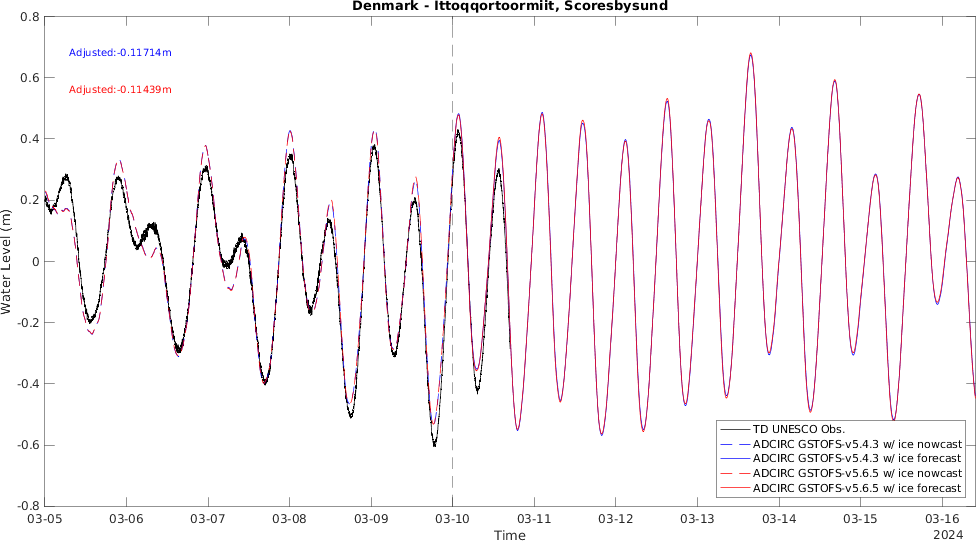 Denmark - Ittoqqortoormiit, Scoresbysund
Adjusted:-0.11714m
Adjusted:-0.11439m
Water Level (m)
0.8
0.6
0.4
0.2
0
-0.2
-0.4
-0.6
-0.8
TD UNESCO Obs.
ADCIRC GSTOFS-v5.4.3 w/ ice nowcast
ADCIRC GSTOFS-v5.4.3 w/ ice forecast
ADCIRC GSTOFS-v5.6.5 w/ ice nowcast
ADCIRC GSTOFS-v5.6.5 w/ ice forecast
03-05 03-06 03-07 03-08 03-09 03-10 03-11 03-12 03-13 03-14 03-15 03-16
Time
2024